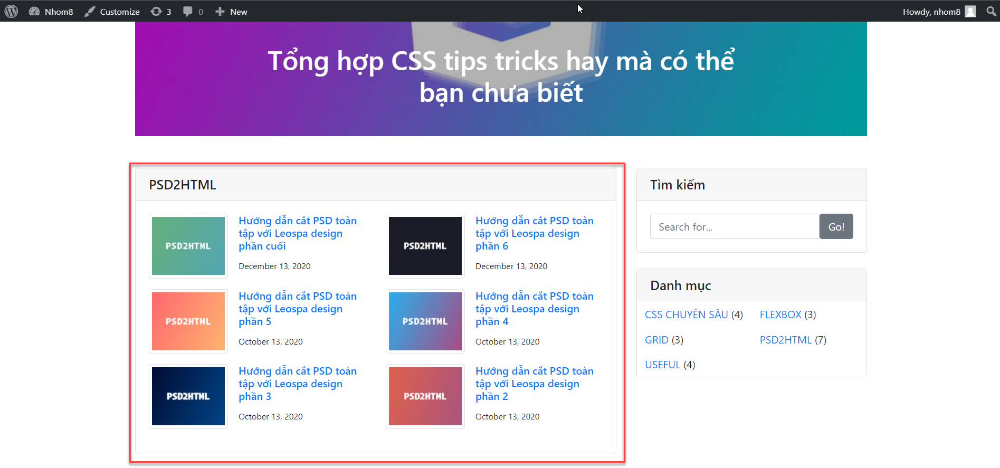 Nhom8 Customize 3 0 New Howdy, nhom8
Tổng hợp CSS tips tricks hay mà có thể
bạn chưa biết
PSD2HTML
PSD2HTML
Hướng dẫn cắt PSD toàn
tập với Leospa design
phần cuối
December 13, 2020
PSD2HTML
Hướng dẫn cắt PSD toàn
tập với Leospa design
phần 6
December 13, 2020
PSD2HTML
Hướng dẫn cắt PSD toàn
tập với Leospa design
phần 5
October 13, 2020
PSD2HTML
Hướng dẫn cắt PSD toàn
tập với Leospa design
phần 4
October 13, 2020
PSD2HTML
Hướng dẫn cắt PSD toàn
tập với Leospa design
phần 3
October 13, 2020
PSD2HTML
Hướng dẫn cắt PSD toàn
tập với Leospa design
phần 2
October 13, 2020
Tìm kiếm
Search for... Go!
Danh mục
CSS CHUYÊN SÂU (4) FLEXBOX (3)
GRID (3) PSD2HTML (7)
USEFUL (4)